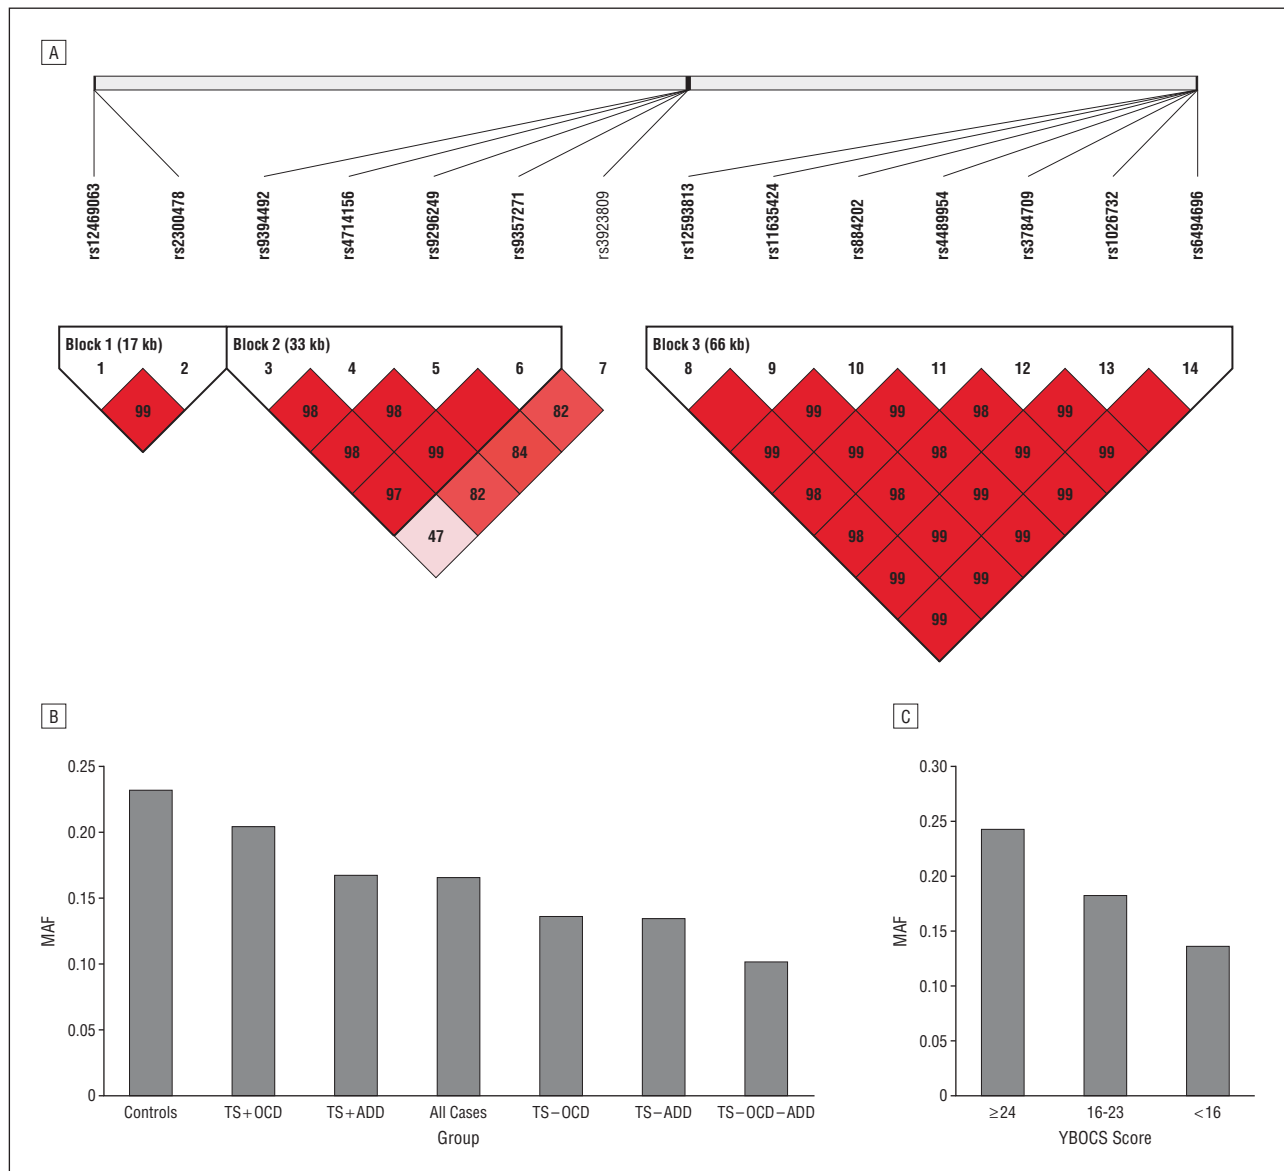 A
rs12469063
rs2300478
rs9394492
rs4714156
rs9296249
rs9357271
rs3923809
rs12593813
rs11635424
rs884202
rs4489954
rs3784709
rs1026732
rs6494696
Block 1 (17 kb) Block 2 (33 kb) Block 3 (66 kb)
1 2 3 4 5 6 7 8 9 10 11 12 13 14
99 98 98 82 99 99 98 99
98 99 84 99 99 98 99 99
97 82 98 98 99 99
47 98 99 99
99 99
99
B
0.25
0.20
0.15
0.10
0.05
0
MAF
Controls TS+OCD TS+ADD All Cases TS−OCD TS−ADD TS−OCD−ADD
Group
C
0.30
0.25
0.20
0.15
0.10
0.05
0
MAF
≥24 16-23 <16
YBOCS Score